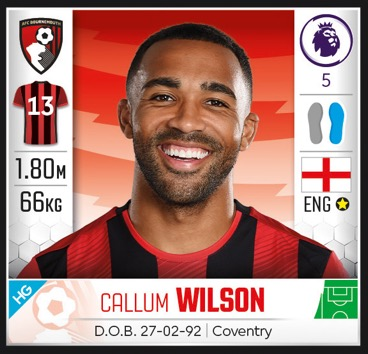 AFC BOURNEMOUTH
13
5
1.80M
66KG
ENG
HG
CALLUM WILSON
D.O.B. 27-02-92 | Coventry